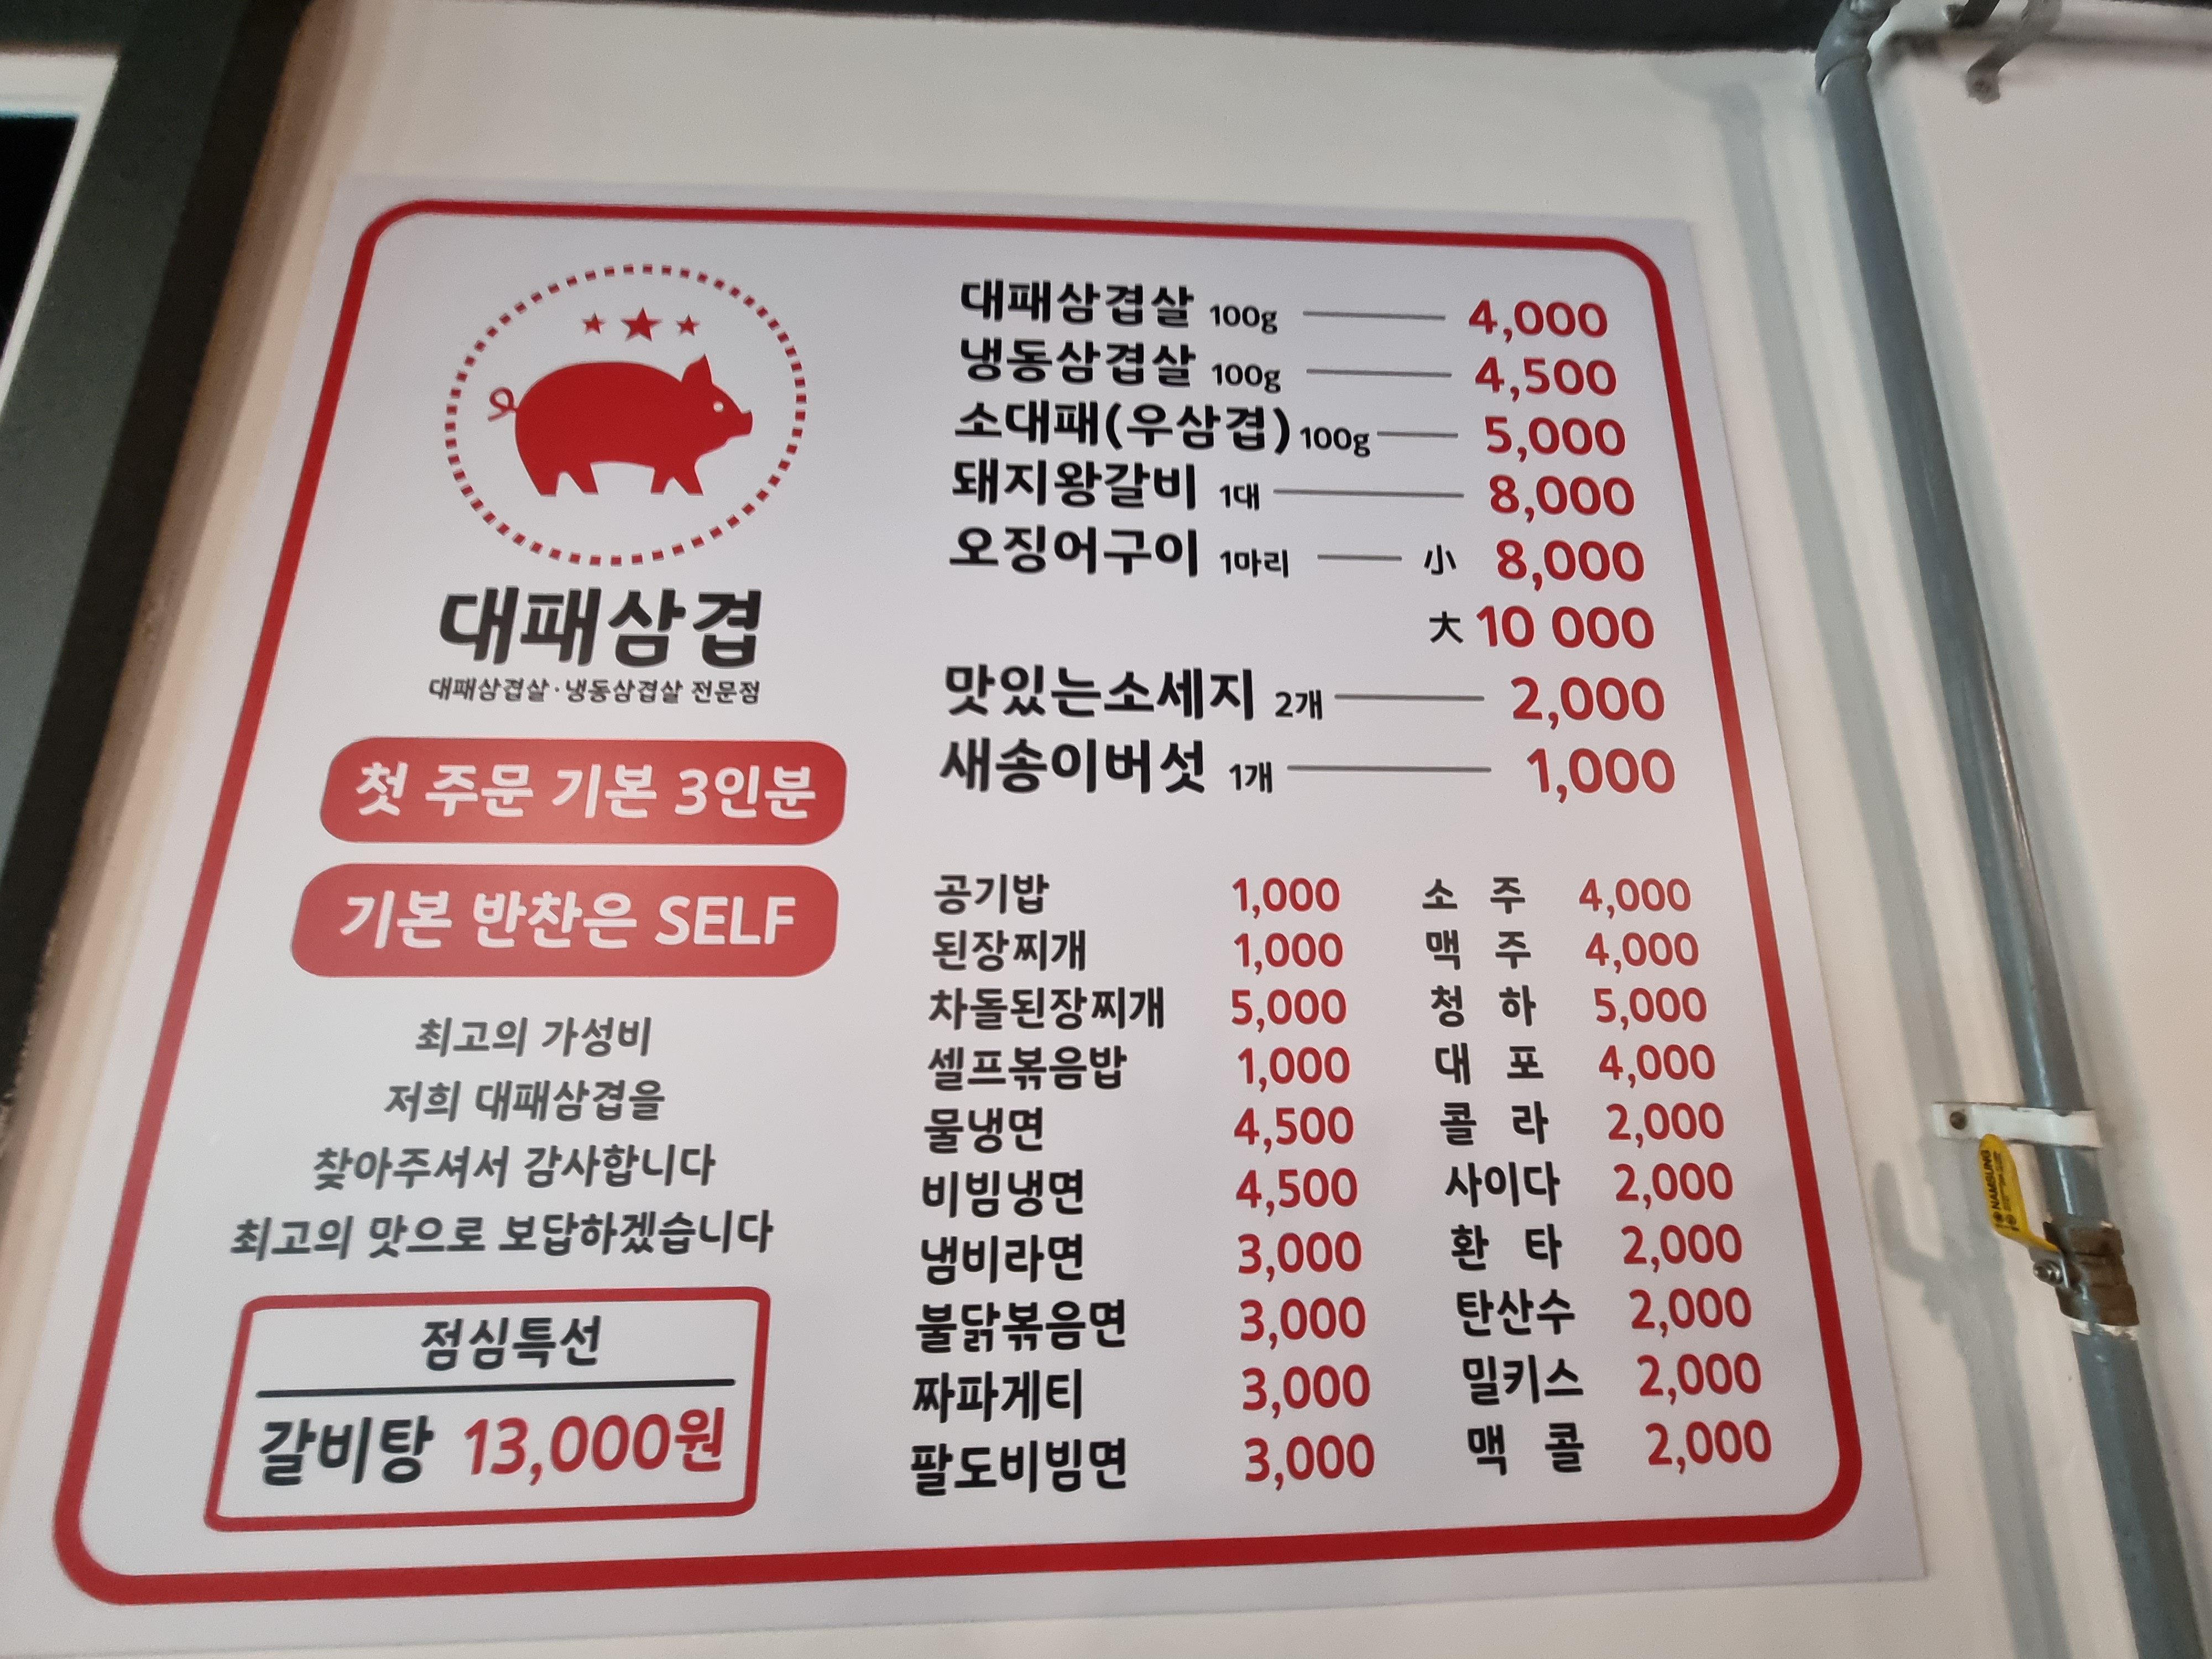 대패삼겹
대패삼겹살·냉동삼겹살 전문점
첫 주문 기본 3인분
기본 반찬은 SELF
최고의 가성비
저희 대패삼겹을
찾아주셔서 감사합니다
최고의 맛으로 보답하겠습니다
점심특선
갈비탕 13,000원
대패삼겹살 100g 4,000
냉동삼겹살 100g 4,500
소대패(우삼겹) 100g 5,000
돼지왕갈비 1대 8,000
오징어구이 1마리 小 8,000
大 10 000
맛있는소세지 2개 2,000
새송이버섯 1개 1,000
공기밥 1,000 소 주 4,000
된장찌개 1,000 맥 주 4,000
차돌된장찌개 5,000 청 하 5,000
셀프볶음밥 1,000 대 포 4,000
물냉면 4,500 콜 라 2,000
비빔냉면 4,500 사이다 2,000
냄비라면 3,000 환 타 2,000
불닭볶음면 3,000 탄산수 2,000
짜파게티 3,000 밀키스 2,000
팔도비빔면 3,000 맥 콜 2,000
NAMSUNG